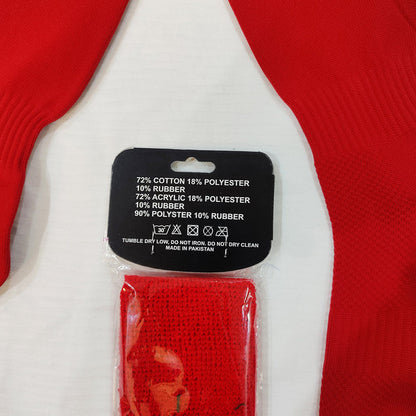 72% COTTON 18% POLYESTER
10% RUBBER
72% ACRYLIC 18% POLYESTER
10% RUBBER
90% POLYSTER 10% RUBBER
30
TUMBLE DRY LOW, DO NOT IRON. DO NOT DRY CLEAN
MADE IN PAKISTAN